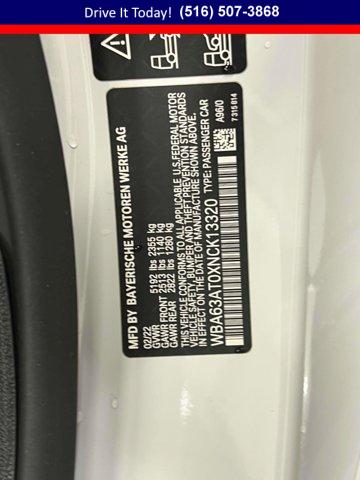 Drive It Today! (516) 507-3868
MFD BY BAYERISCHE MOTOREN WERKE AG
02/22
GVWR 5192 lbs 2355 kg
GAWR FRONT 2513 lbs 1140 kg
GAWR REAR 2822 lbs 1280 kg
THIS VEHICLE CONFORMS TO ALL APPLICABLE U.S.FEDERAL MOTOR
VEHICLE SAFETY, BUMPER AND THEFT PREVENTION STANDARDS
IN EFFECT ON THE DATE OF MANUFACTURE SHOWN ABOVE.
WBA63AT0XNCK13320 TYPE: PASSENGER CAR A96/0
7 315 814